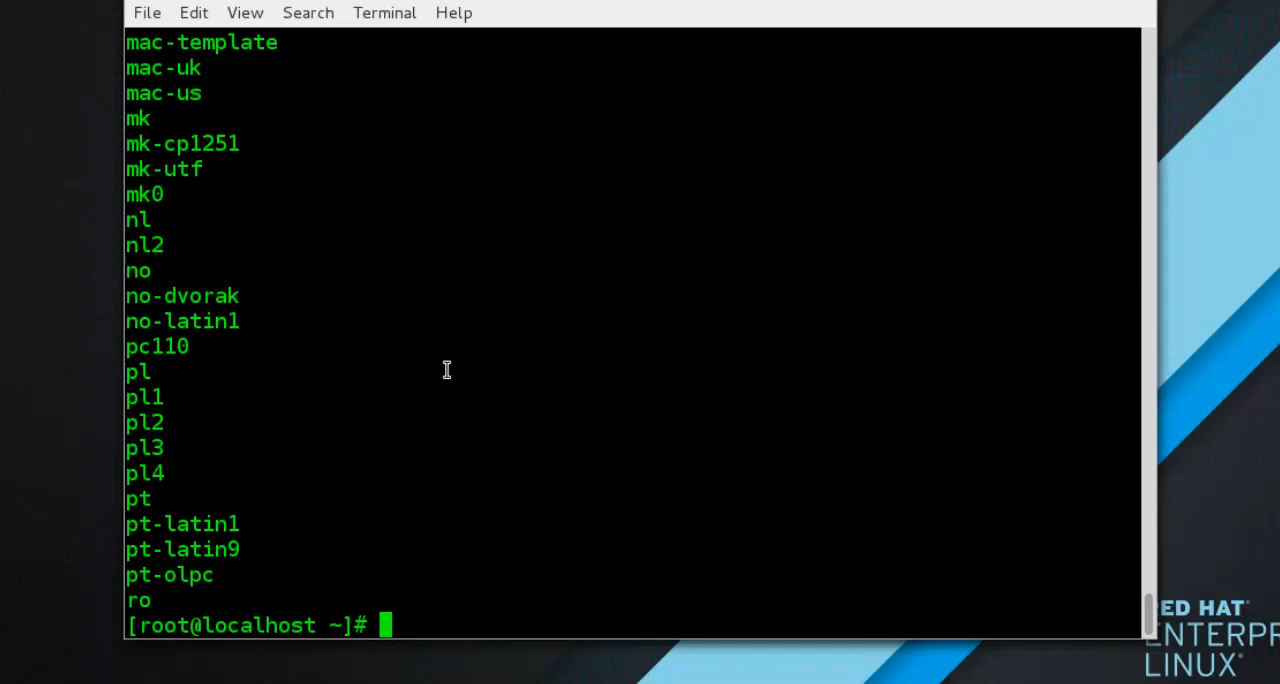 File Edit View Search Terminal Help
mac-template
mac-uk
mac-us
mk
mk-cp1251
mk-utf
mk0
nl
nl2
no
no-dvorak
no-latin1
pc110
pl
pl1
pl2
pl3
pl4
pt
pt-latin1
pt-latin9
pt-olpc
ro
[root@localhost ~]#
RED HAT
ENTERPR
LINUX